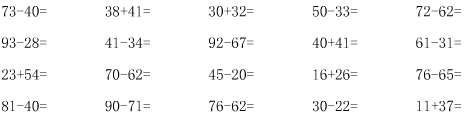 73-40= 38+41= 30+32= 50-33= 72-62=
93-28= 41-34= 92-67= 40+41= 61-31=
23+54= 70-62= 45-20= 16+26= 76-65=
81-40= 90-71= 76-62= 30-22= 11+37=